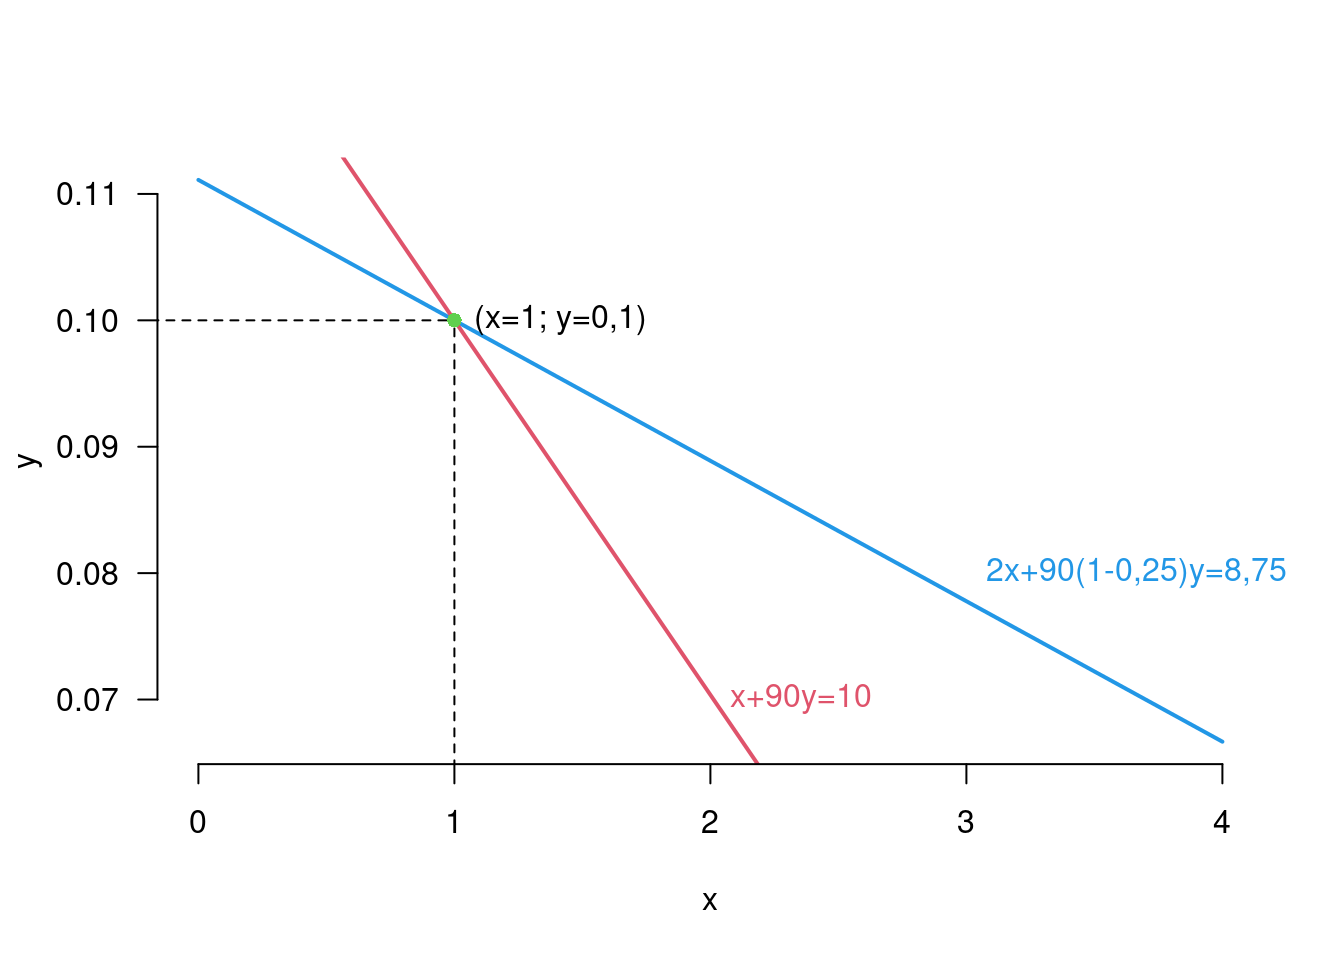 0.11
0.10
(x=1; y=0,1)
0.09
y
0.08
2x+90(1-0,25)y=8,75
0.07
x+90y=10
0 1 2 3 4
x